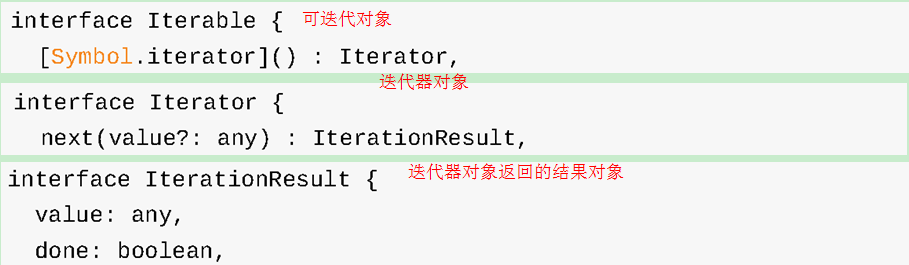 interface Iterable { 可迭代对象
[Symbol.iterator]() : Iterator,
迭代器对象
interface Iterator {
next(value?: any) : IterationResult,
interface IterationResult { 迭代器对象返回的结果对象
value: any,
done: boolean,